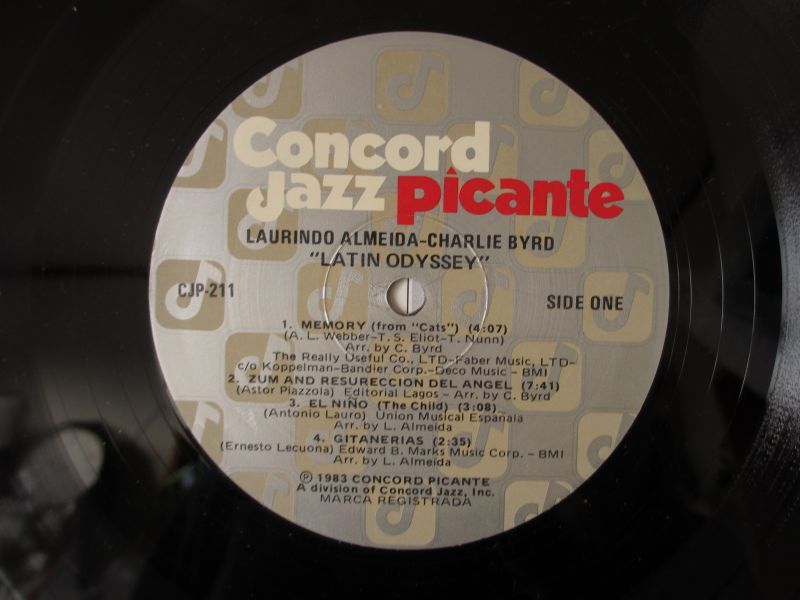 Concord
Jazz picante
LAURINDO ALMEIDA-CHARLIE BYRD
"LATIN ODYSSEY"
CJP-211
SIDE ONE
1. MEMORY (from "Cats") (4:07)
(A. L. Webber-T. S. Eliot-T. Nunn)
Arr. by C. Byrd
The Really Useful Co., LTD-Faber Music, LTD-
c/o Koppelman-Bandier Corp.-Deco Music - BMI
2. ZUM AND RESURECCION DEL ANGEL (7:41)
(Astor Piazzola) Editorial Lagos - Arr. by C. Byrd
3. EL NIÑO (The Child) (3:08)
(Antonio Lauro) Union Musical Espanala
Arr. by L. Almeida
4. GITANERIAS (2:35)
(Ernesto Lecuona) Edward B. Marks Music Corp. - BMI
Arr. by L. Almeida
℗ 1983 CONCORD PICANTE
A division of Concord Jazz, Inc.
MARCA REGISTRADA